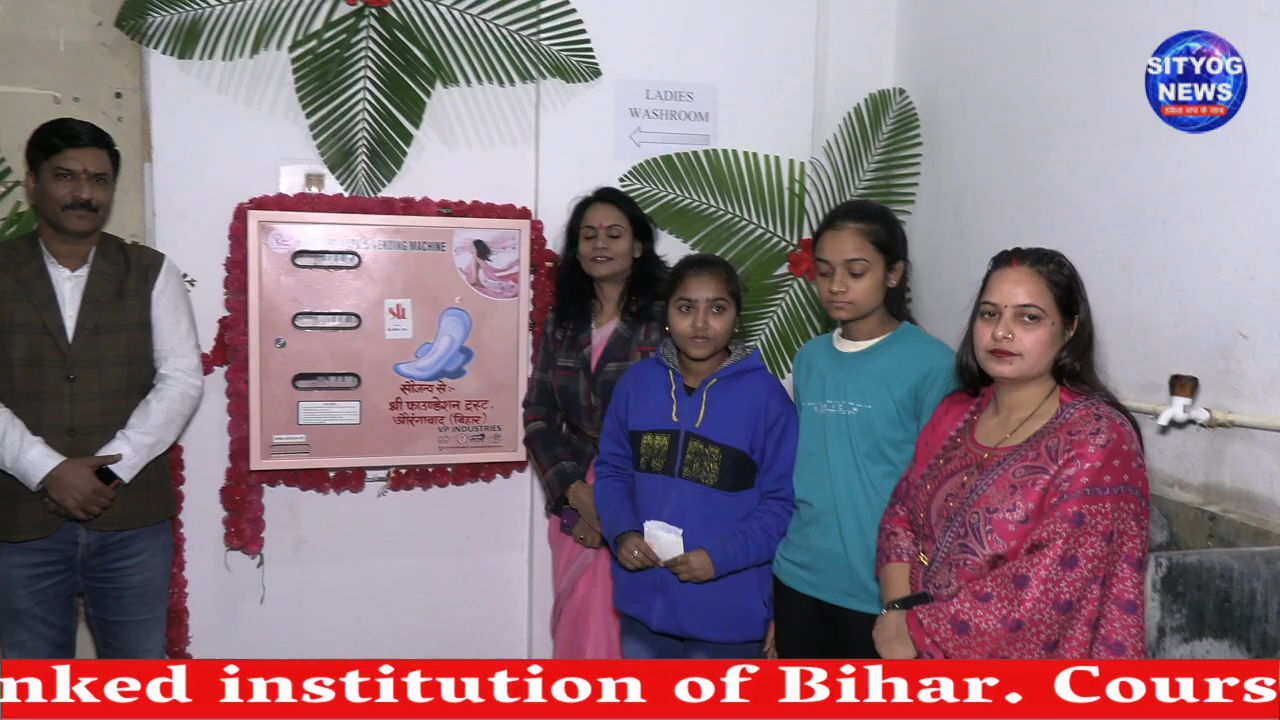 SITYOG
NEWS
LADIES
WASHROOM
VENDING MACHINE
श्री
सौजन्य से :-
श्री फाउण्डेशन ट्रस्ट,
औरंगाबाद (बिहार)
VP INDUSTRIES
nked institution of Bihar. Cours